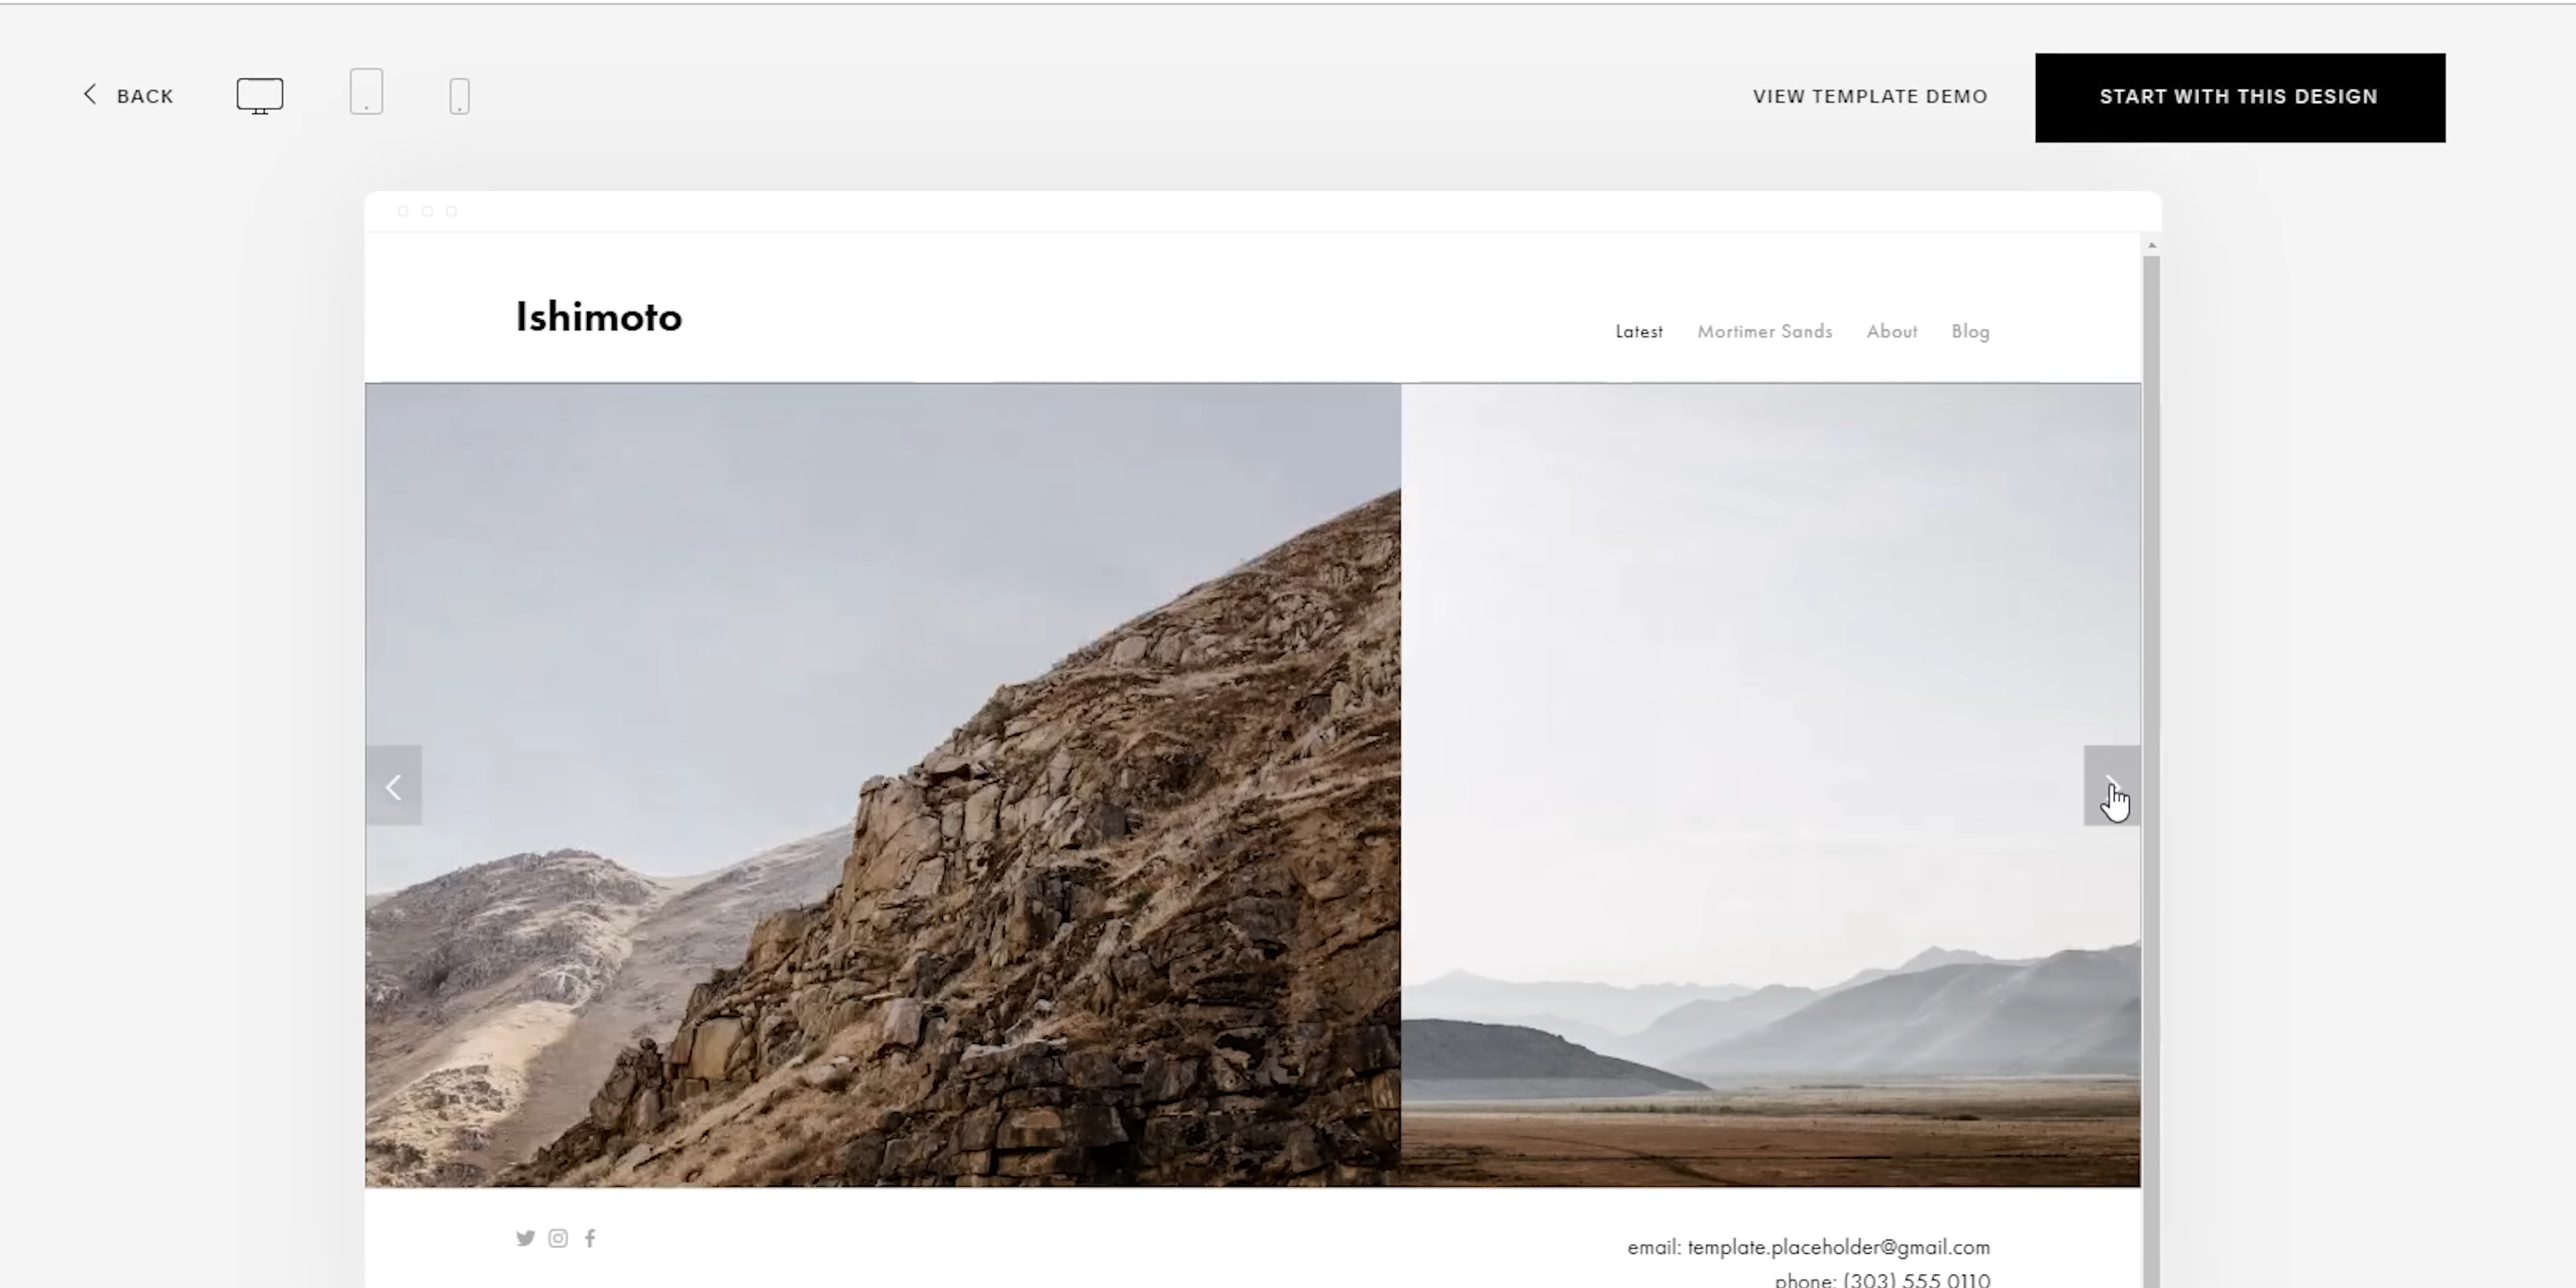 BACK
VIEW TEMPLATE DEMO
START WITH THIS DESIGN
Ishimoto
Latest Mortimer Sands About Blog
email: template.placeholder@gmail.com
phone: (303) 555 0110